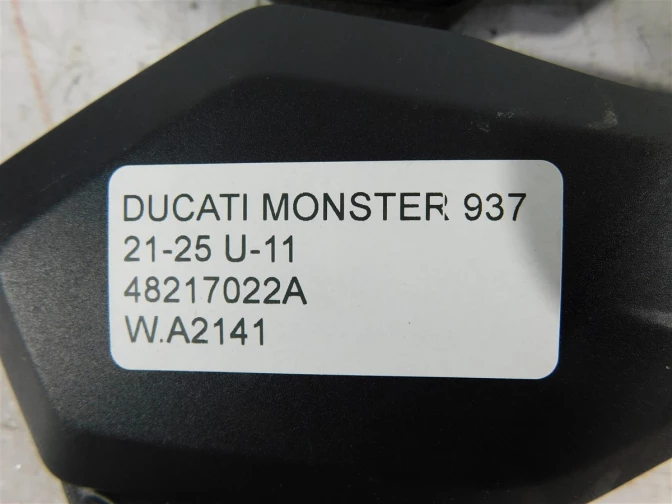 DUCATI MONSTER 937
21-25 U-11
48217022A
W.A2141